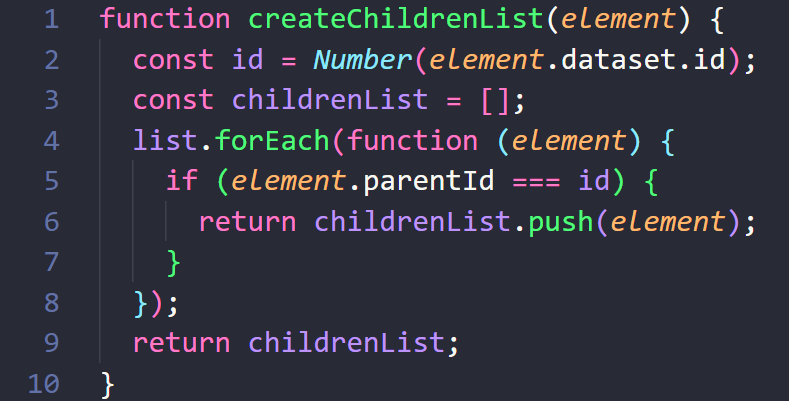 1 function createChildrenList(element) {
2 const id = Number(element.dataset.id);
3 const childrenList = [];
4 list.forEach(function (element) {
5 if (element.parentId === id) {
6 return childrenList.push(element);
7 }
8 });
9 return childrenList;
10 }